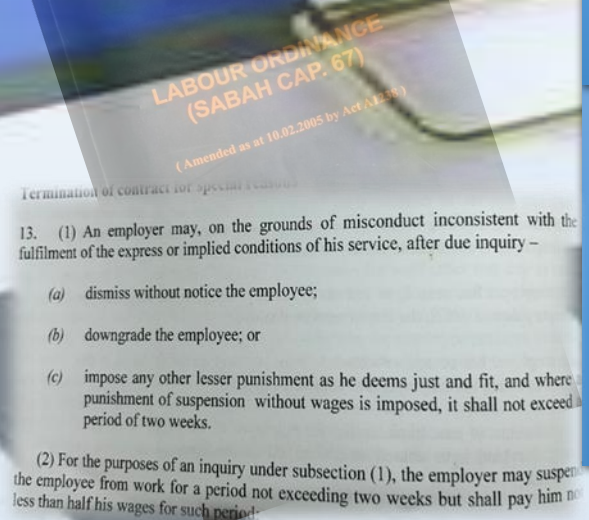 LABOUR ORDINANCE
(SABAH CAP. 67)
(Amended as at 10.02.2005 by Act
Termination of contract for special reasons
13. (1) An employer may, on the grounds of misconduct inconsistent with the
fulfilment of the express or implied conditions of his service, after due inquiry –
(a) dismiss without notice the employee;
(b) downgrade the employee; or
(c) impose any other lesser punishment as he deems just and fit, and where
punishment of suspension without wages is imposed, it shall not exceed
period of two weeks.
(2) For the purposes of an inquiry under subsection (1), the employer may suspen
the employee from work for a period not exceeding two weeks but shall pay him no
less than half his wages for such period: